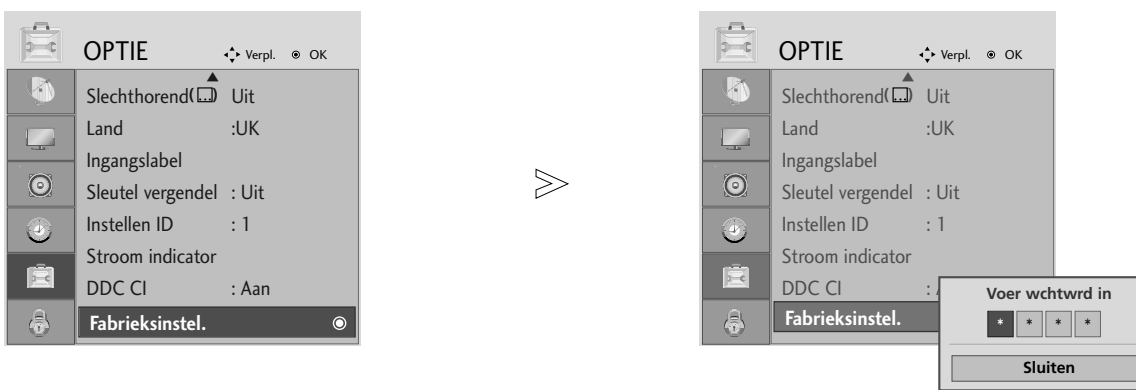 OPTIE Verpl. OK
Slechthorend( ) Uit
Land :UK
Ingangslabel
Sleutel vergendel : Uit
Instellen ID : 1
Stroom indicator
DDC CI : Aan
Fabrieksinstel.
OPTIE Verpl. OK
Slechthorend( ) Uit
Land :UK
Ingangslabel
Sleutel vergendel : Uit
Instellen ID : 1
Stroom indicator
DDC CI :
Fabrieksinstel.
Voer wchtwrd in
* * * *
Sluiten